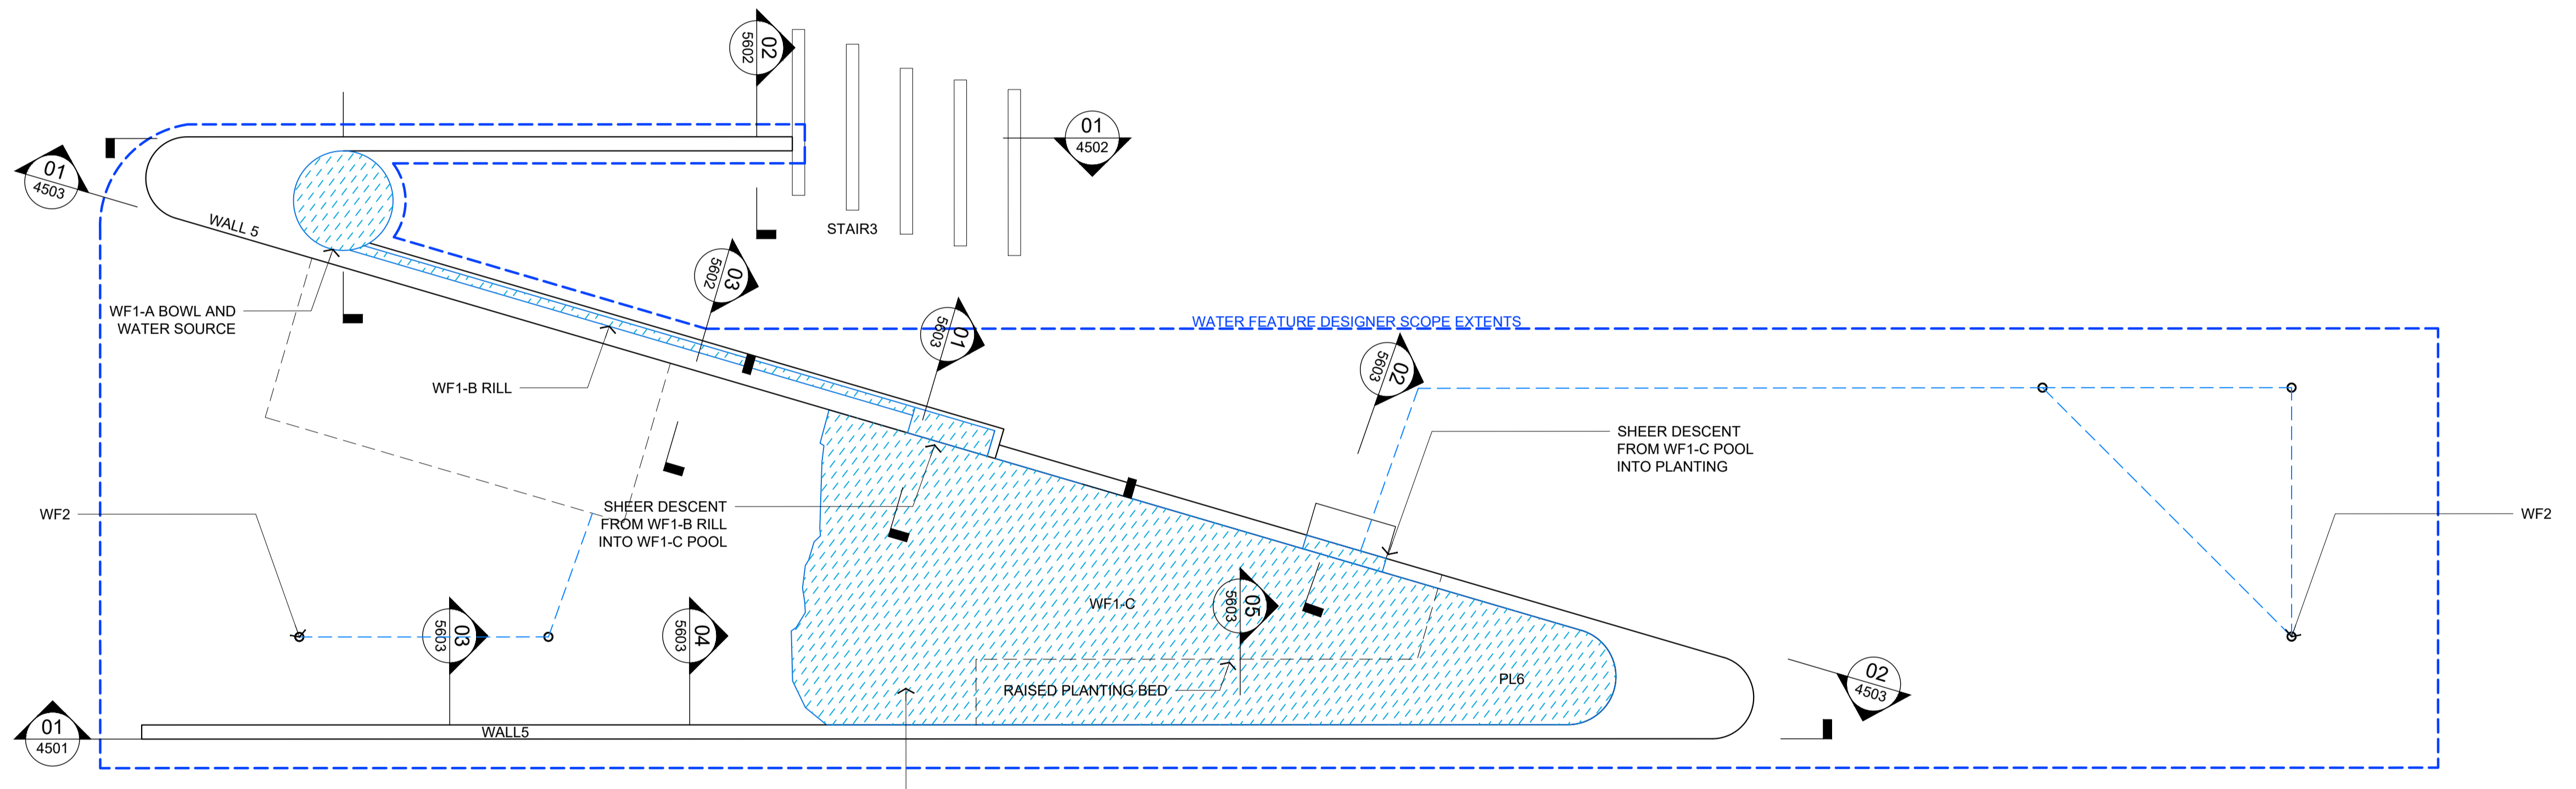 02
5602
01
4502
01
4503
WALL 5
STAIR3
03
5602
WF1-A BOWL AND
WATER SOURCE
01
5603
WATER FEATURE DESIGNER SCOPE EXTENTS
02
5603
WF1-B RILL
SHEER DESCENT
FROM WF1-C POOL
INTO PLANTING
SHEER DESCENT
FROM WF1-B RILL
INTO WF1-C POOL
WF2
WF2
WF1-C
05
5603
03
5603
04
5603
PL6
RAISED PLANTING BED
02
4503
01
4501
WALL5